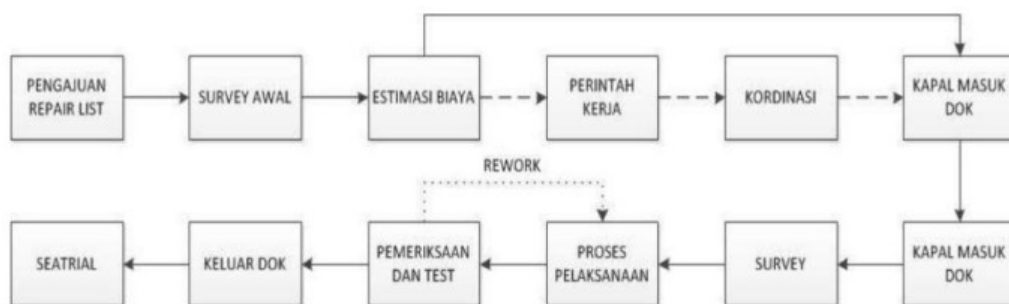 PENGAJUAN
REPAIR LIST
SURVEY AWAL
ESTIMASI BIAYA
PERINTAH
KERJA
KORDINASI
KAPAL MASUK
DOK
REWORK
SEATRIAL
KELUAR DOK
PEMERIKSAAN
DAN TEST
PROSES
PELAKSANAAN
SURVEY
KAPAL MASUK
DOK